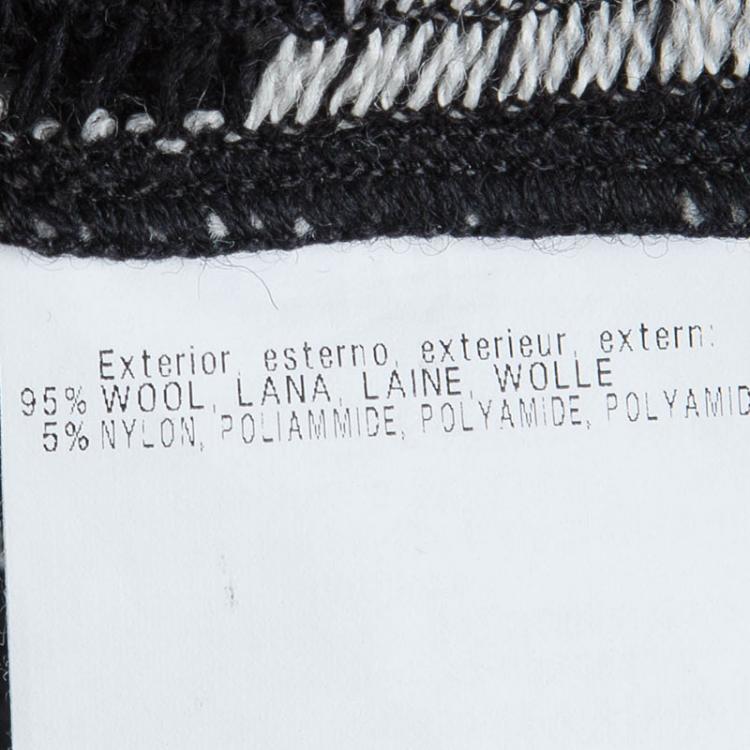 Exterior, esterno, exterieur, extern:
95% WOOL, LANA, LAINE, WOLLE
5% NYLON, POLIAMMIDE, POLYAMIDE, POLYAMID